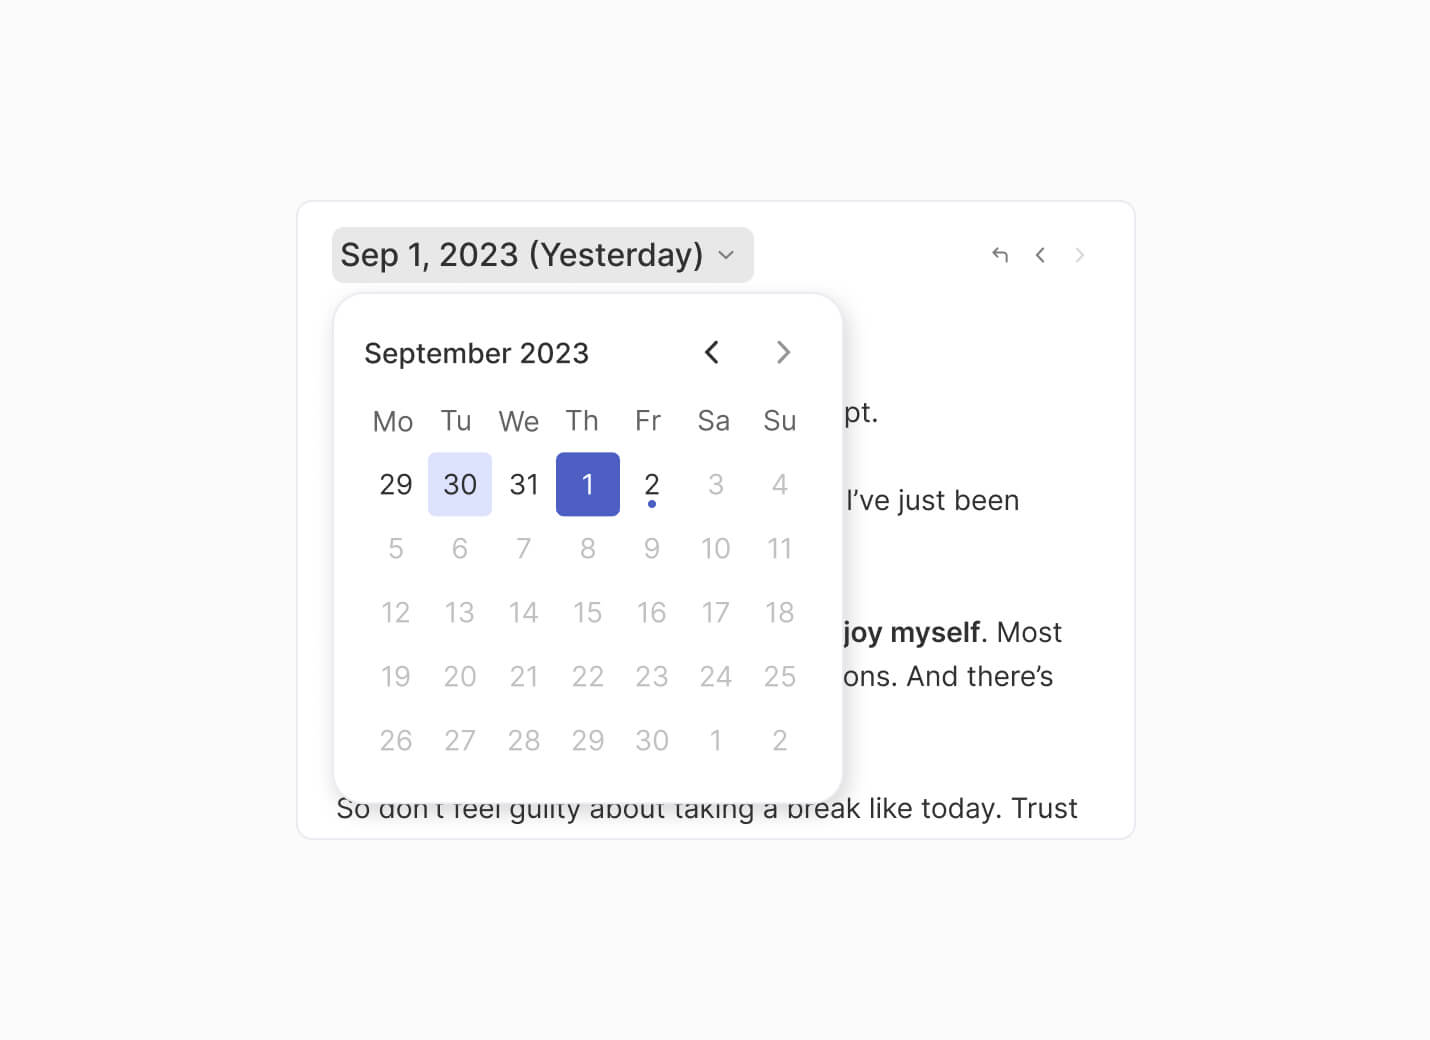 Sep 1, 2023 (Yesterday)
September 2023
Mo Tu We Th Fr Sa Su
29 30 31 1 2 3 4
5 6 7 8 9 10 11
12 13 14 15 16 17 18
19 20 21 22 23 24 25
26 27 28 29 30 1 2
pt.
I’ve just been
joy myself. Most
ons. And there’s
So don’t feel guilty about taking a break like today. Trust